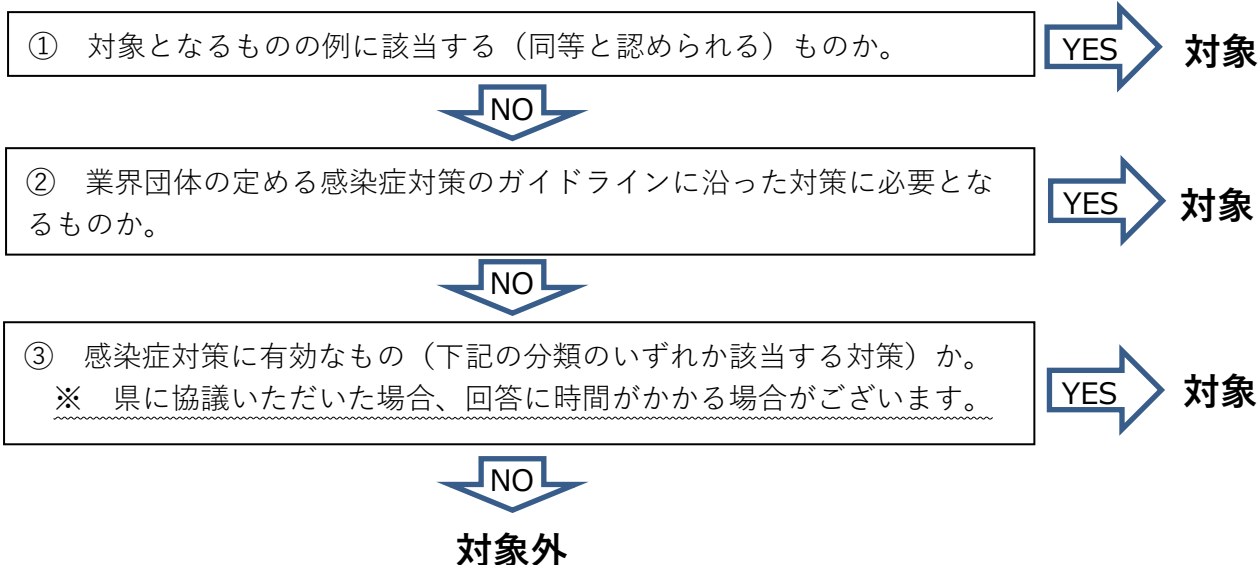 ① 対象となるものの例に該当する（同等と認められる）ものか。
YES
対象
NO
② 業界団体の定める感染症対策のガイドラインに沿った対策に必要とな
るものか。
YES
対象
NO
③ 感染症対策に有効なもの（下記の分類のいずれか該当する対策）か。
※ 県に協議いただいた場合、回答に時間がかかる場合がございます。
YES
対象
NO
対象外